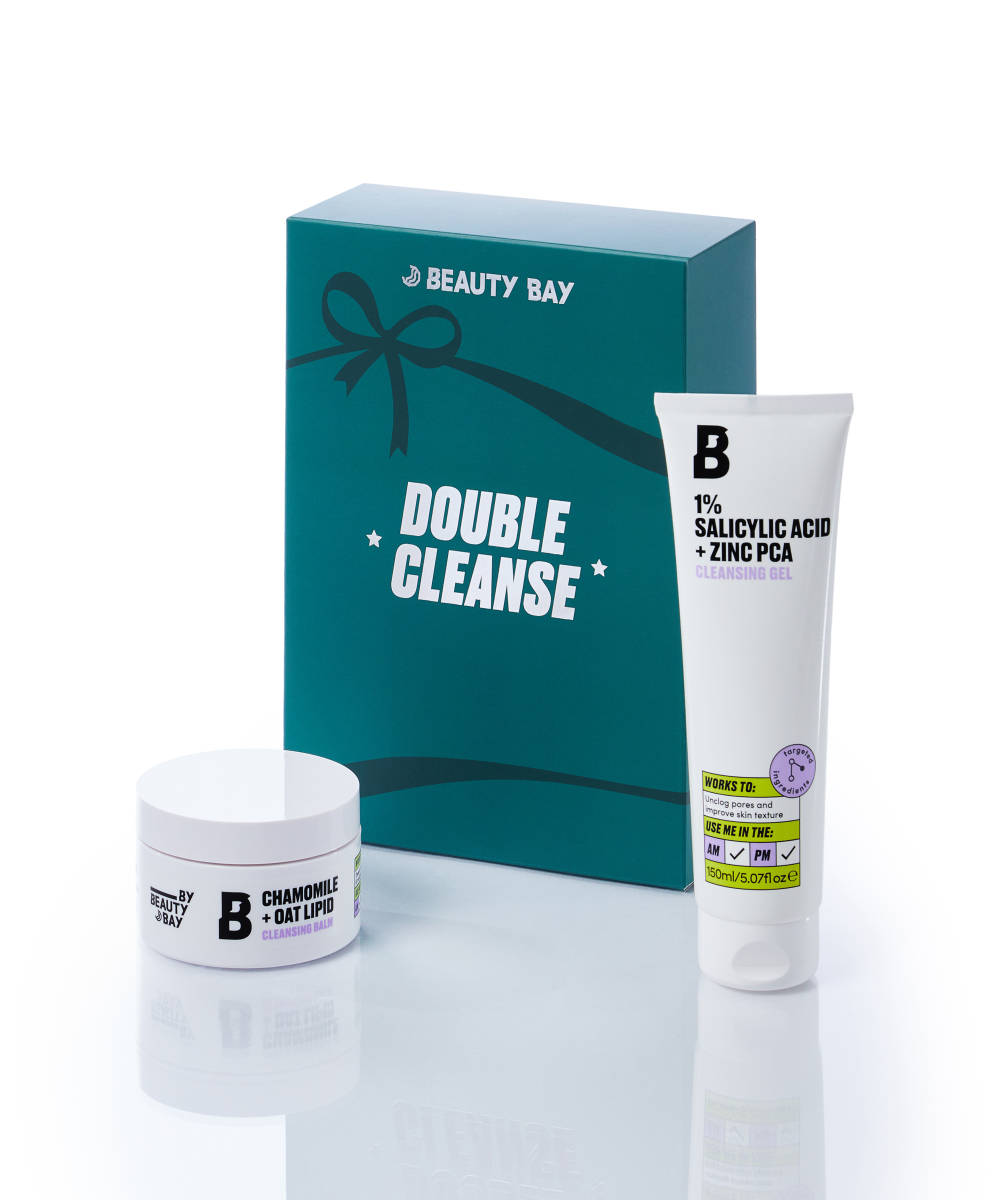 BEAUTY BAY
DOUBLE
CLEANSE
B
1%
SALICYLIC ACID
+ ZINC PCA
CLEANSING GEL
targeted
ingredients
WORKS TO:
Unclog pores and
improve skin texture
USE ME IN THE:
AM ✓ PM ✓
150ml/5.07fl oz e
BY
BEAUTY
BAY
B
CHAMOMILE
+ OAT LIPID
CLEANSING BALM